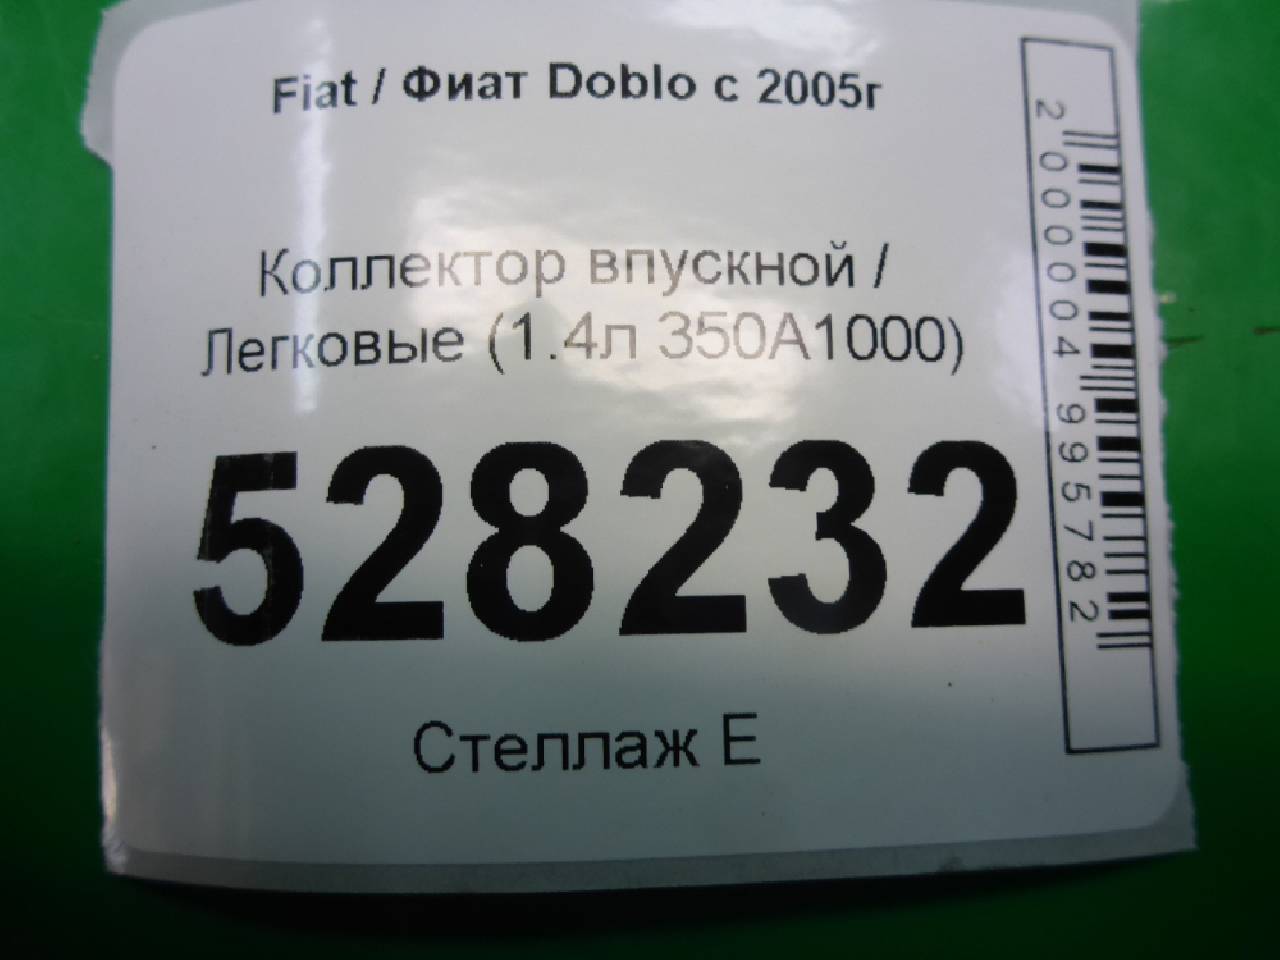 Fiat / Фиат Doblo с 2005г
Коллектор впускной /
Легковые (1.4л 350A1000)
528232
Стеллаж Е
2000004995782